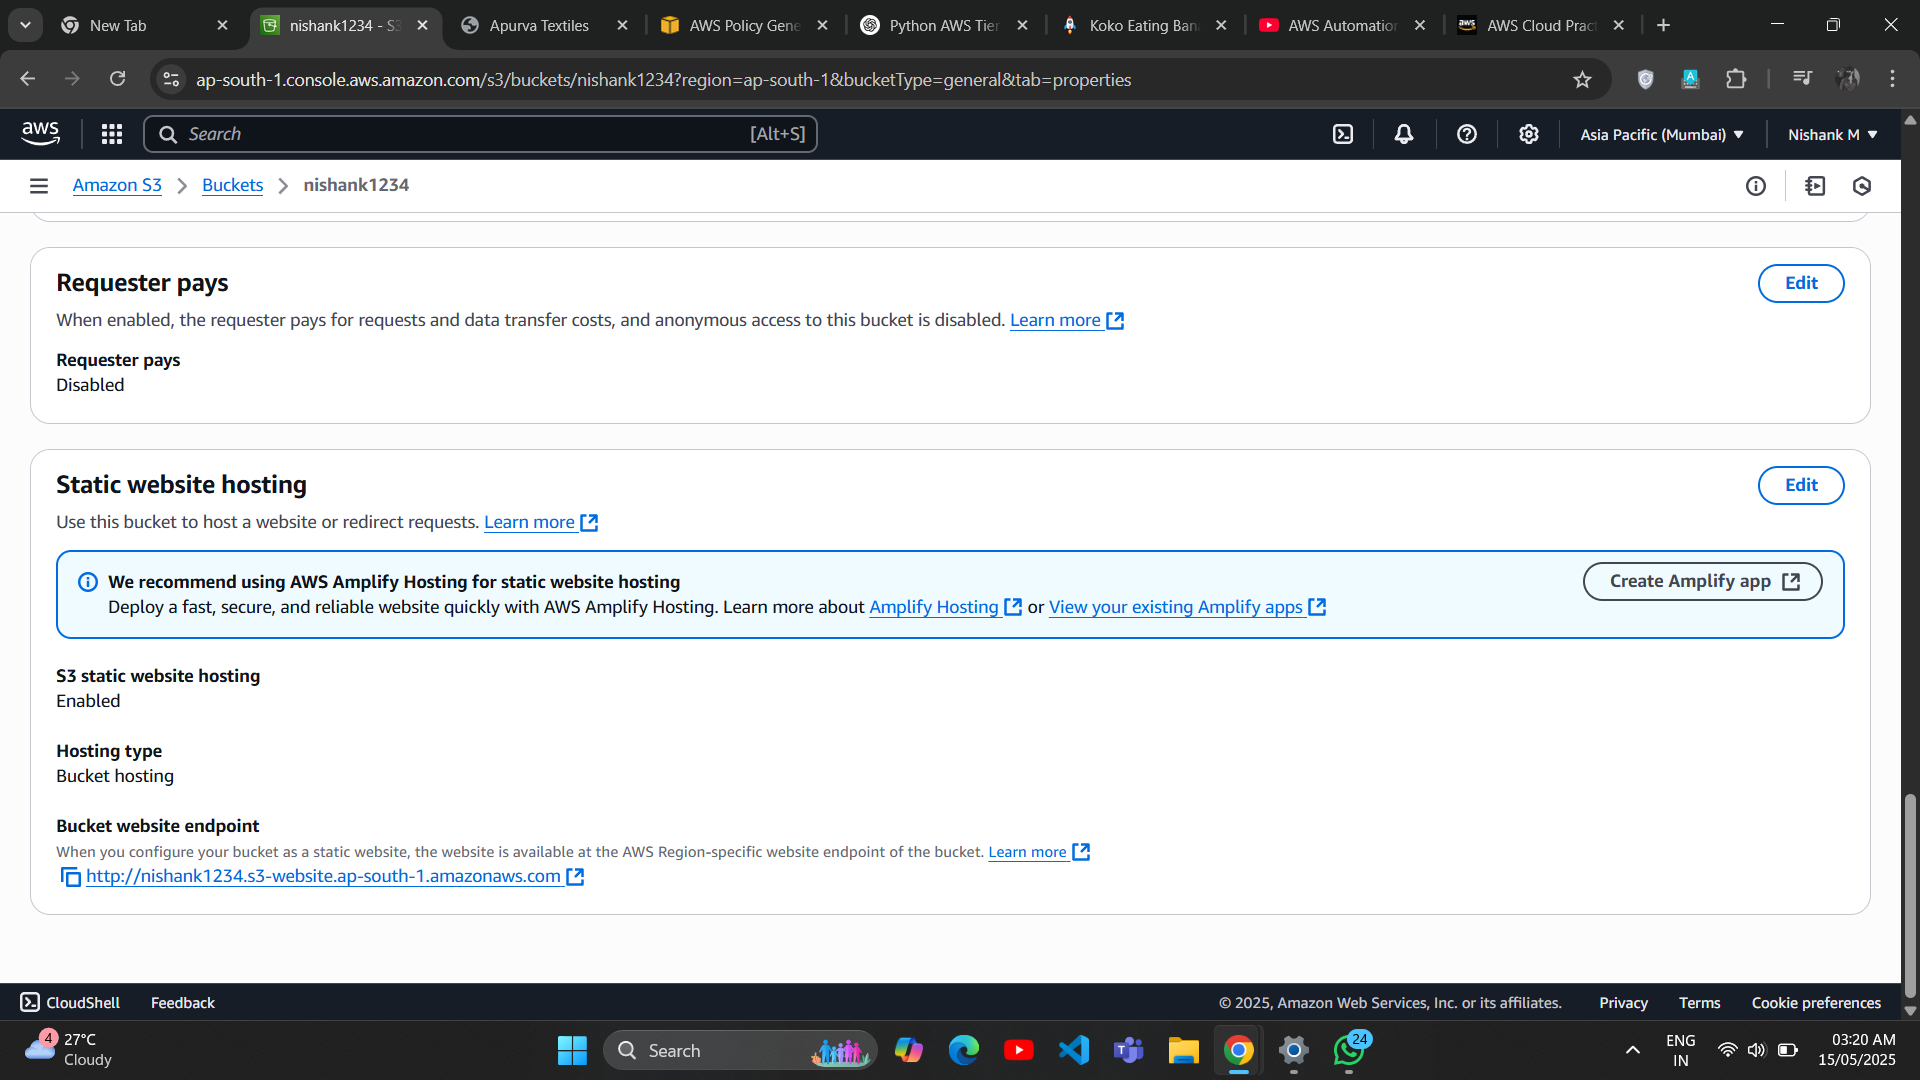 New Tab
nishank1234 - S3
Apurva Textiles
AWS Policy Gene
Python AWS Tier
Koko Eating Ban
AWS Automation
AWS Cloud Pract
ap-south-1.console.aws.amazon.com/s3/buckets/nishank1234?region=ap-south-1&bucketType=general&tab=properties
aws
Search
[Alt+S]
Asia Pacific (Mumbai)
Nishank M
Amazon S3
Buckets
nishank1234
Requester pays
Edit
When enabled, the requester pays for requests and data transfer costs, and anonymous access to this bucket is disabled. Learn more
Requester pays
Disabled
Static website hosting
Edit
Use this bucket to host a website or redirect requests. Learn more
We recommend using AWS Amplify Hosting for static website hosting
Create Amplify app
Deploy a fast, secure, and reliable website quickly with AWS Amplify Hosting. Learn more about Amplify Hosting or View your existing Amplify apps
S3 static website hosting
Enabled
Hosting type
Bucket hosting
Bucket website endpoint
When you configure your bucket as a static website, the website is available at the AWS Region-specific website endpoint of the bucket. Learn more
http://nishank1234.s3-website.ap-south-1.amazonaws.com
CloudShell
Feedback
© 2025, Amazon Web Services, Inc. or its affiliates.
Privacy
Terms
Cookie preferences
4
27°C
Cloudy
Search
24
ENG
IN
03:20 AM
15/05/2025